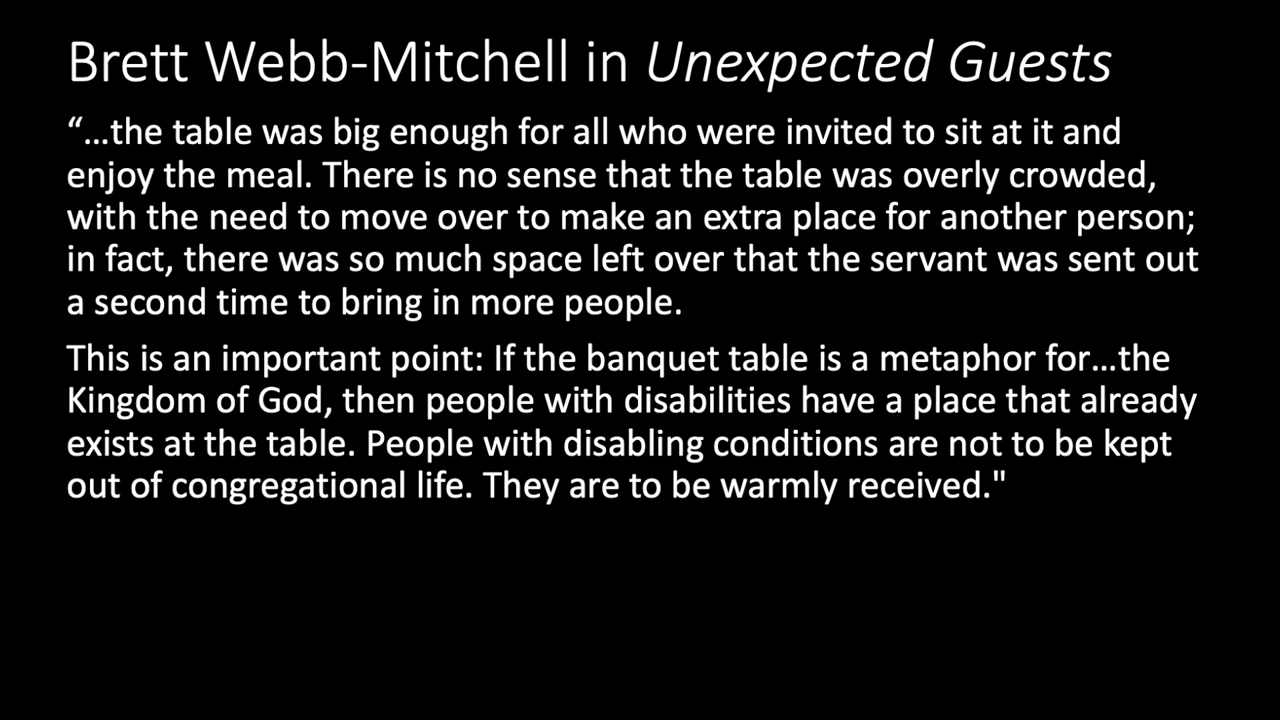 Brett Webb-Mitchell in Unexpected Guests
“…the table was big enough for all who were invited to sit at it and
enjoy the meal. There is no sense that the table was overly crowded,
with the need to move over to make an extra place for another person;
in fact, there was so much space left over that the servant was sent out
a second time to bring in more people.
This is an important point: If the banquet table is a metaphor for…the
Kingdom of God, then people with disabilities have a place that already
exists at the table. People with disabling conditions are not to be kept
out of congregational life. They are to be warmly received."